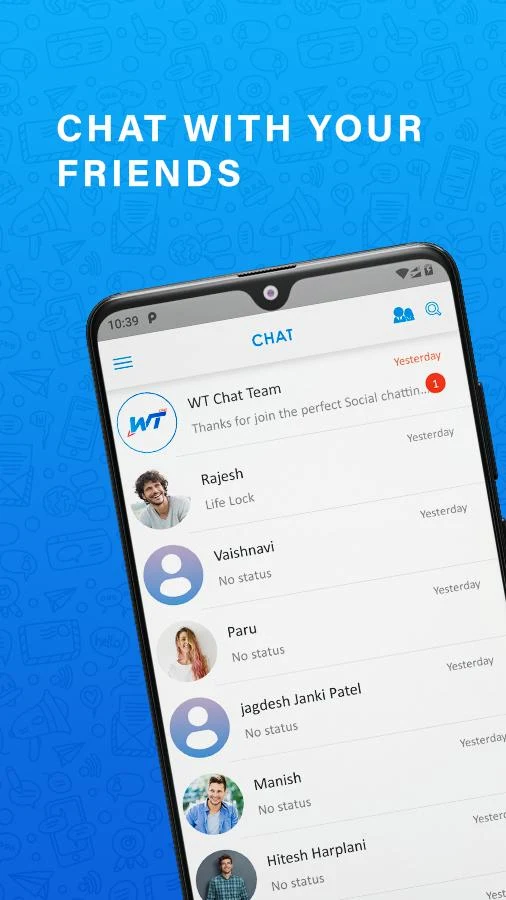 CHAT WITH YOUR
FRIENDS
10:39
CHAT
Yesterday
WT Chat Team
Thanks for join the perfect Social chattin...
1
WT
Yesterday
Rajesh
Life Lock
Yesterday
Vaishnavi
No status
Yesterday
Paru
No status
Yesterday
jagdesh Janki Patel
No status
Yesterday
Manish
No status
Hitesh Harplani
No status
hello!